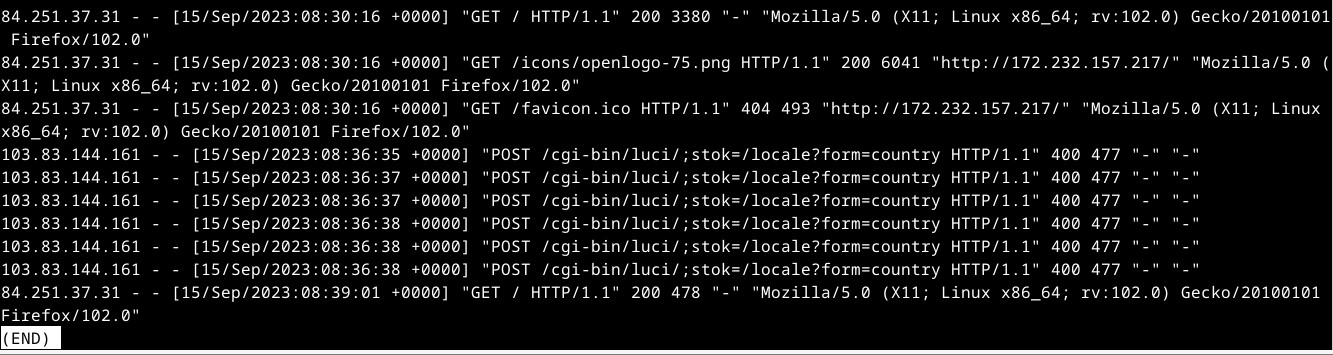 84.251.37.31 - - [15/Sep/2023:08:30:16 +0000] "GET / HTTP/1.1" 200 3380 "-" "Mozilla/5.0 (X11; Linux x86_64; rv:102.0) Gecko/20100101
 Firefox/102.0"
84.251.37.31 - - [15/Sep/2023:08:30:16 +0000] "GET /icons/openlogo-75.png HTTP/1.1" 200 6041 "http://172.232.157.217/" "Mozilla/5.0 (
X11; Linux x86_64; rv:102.0) Gecko/20100101 Firefox/102.0"
84.251.37.31 - - [15/Sep/2023:08:30:16 +0000] "GET /favicon.ico HTTP/1.1" 404 493 "http://172.232.157.217/" "Mozilla/5.0 (X11; Linux
x86_64; rv:102.0) Gecko/20100101 Firefox/102.0"
103.83.144.161 - - [15/Sep/2023:08:36:35 +0000] "POST /cgi-bin/luci/;stok=/locale?form=country HTTP/1.1" 400 477 "-" "-"
103.83.144.161 - - [15/Sep/2023:08:36:37 +0000] "POST /cgi-bin/luci/;stok=/locale?form=country HTTP/1.1" 400 477 "-" "-"
103.83.144.161 - - [15/Sep/2023:08:36:37 +0000] "POST /cgi-bin/luci/;stok=/locale?form=country HTTP/1.1" 400 477 "-" "-"
103.83.144.161 - - [15/Sep/2023:08:36:38 +0000] "POST /cgi-bin/luci/;stok=/locale?form=country HTTP/1.1" 400 477 "-" "-"
103.83.144.161 - - [15/Sep/2023:08:36:38 +0000] "POST /cgi-bin/luci/;stok=/locale?form=country HTTP/1.1" 400 477 "-" "-"
103.83.144.161 - - [15/Sep/2023:08:36:38 +0000] "POST /cgi-bin/luci/;stok=/locale?form=country HTTP/1.1" 400 477 "-" "-"
84.251.37.31 - - [15/Sep/2023:08:39:01 +0000] "GET / HTTP/1.1" 200 478 "-" "Mozilla/5.0 (X11; Linux x86_64; rv:102.0) Gecko/20100101
Firefox/102.0"
(END)